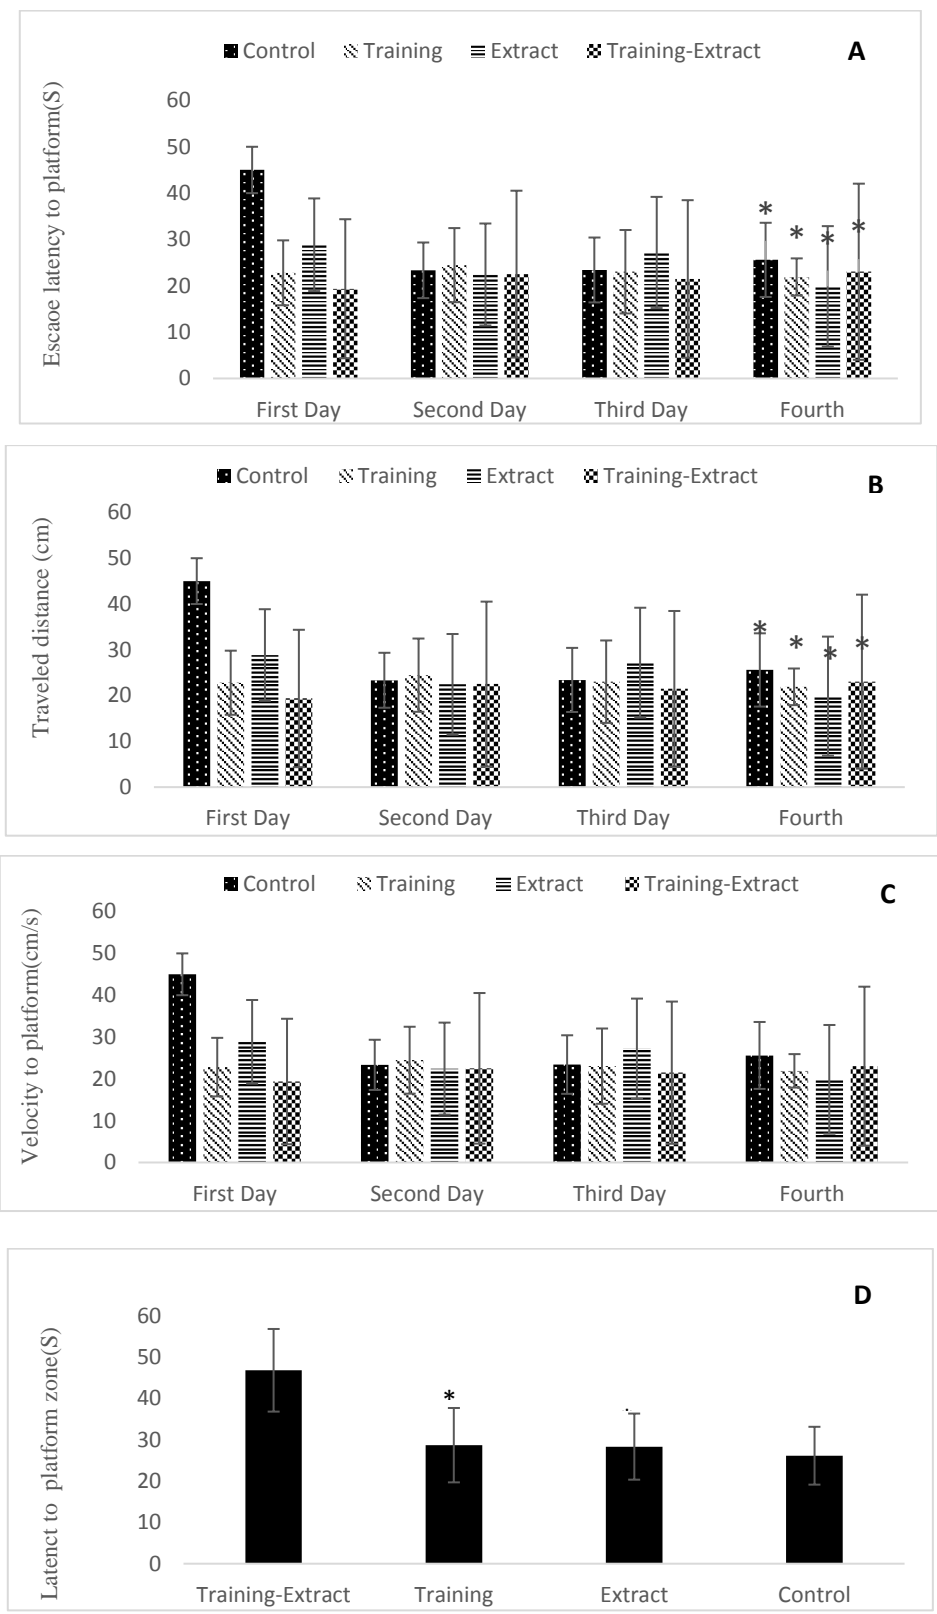 Control Training Extract Training-Extract
A
Escaoe latency to platform(S)
60
50
40
30
20
10
0
* * * *
First Day Second Day Third Day Fourth
Control Training Extract Training-Extract
B
Traveled distance (cm)
60
50
40
30
20
10
0
* * * *
First Day Second Day Third Day Fourth
Control Training Extract Training-Extract
C
Velocity to platform(cm/s)
60
50
40
30
20
10
0
First Day Second Day Third Day Fourth
D
Latenct to platform zone(S)
60
50
40
30
20
10
0
*
Training-Extract Training Extract Control